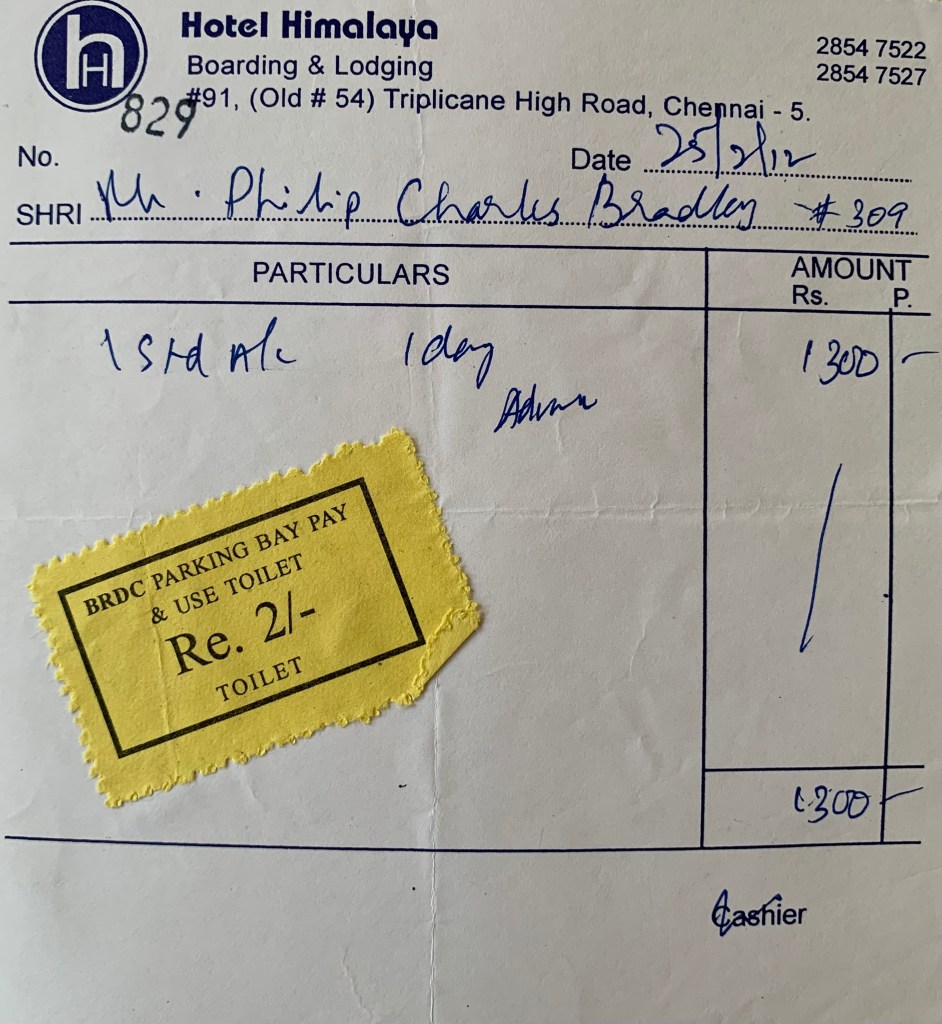 hH
Hotel Himalaya
Boarding & Lodging
2854 7522
2854 7527
#91, (Old # 54) Triplicane High Road, Chennai - 5.
829
No.
Date 25/2/12
SHRI Mr. Philip Charles Bradley # 309
PARTICULARS
AMOUNT
Rs. P.
1 Std A/c 1 day 1300 -
BRDC PARKING BAY PAY
& USE TOILET
Re. 2/-
TOILET
1300 -
Cashier